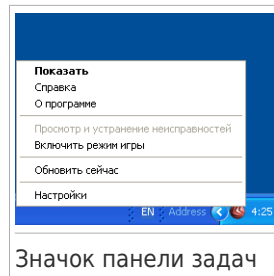 Показать
Справка
О программе
Просмотр и устранение неисправностей
Включить режим игры
Обновить сейчас
Настройки
EN Address 4:25
Значок панели задач